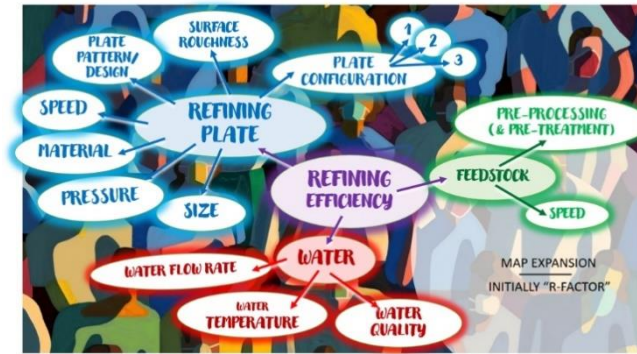 SURFACE
ROUGHNESS
PLATE
PATTERN/
DESIGN
PLATE
CONFIGURATION
1
2
3
SPEED
REFINING
PLATE
MATERIAL
PRESSURE
SIZE
REFINING
EFFICIENCY
PRE-PROCESSING
(& PRE-TREATMENT)
FEEDSTOCK
SPEED
WATER
WATER FLOW RATE
WATER
TEMPERATURE
WATER
QUALITY
MAP EXPANSION
INITIALLY "R-FACTOR"